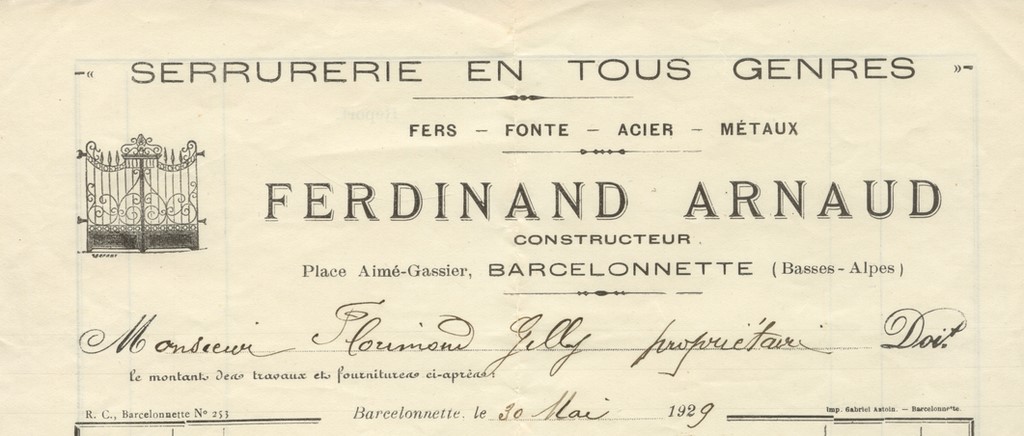 -« SERRURERIE EN TOUS GENRES »-
FERS — FONTE — ACIER — MÉTAUX
FERDINAND ARNAUD
CONSTRUCTEUR.
Place Aimé-Gassier, BARCELONNETTE (Basses-Alpes)
Monsieur Florimond Gilly propriétaire Doit
le montant des travaux et fournitures ci-après:
R. C., Barcelonnette Nº 253 Barcelonnette, le 30 Mai 1929 Imp. Gabriel Astoin. — Barcelonnette.